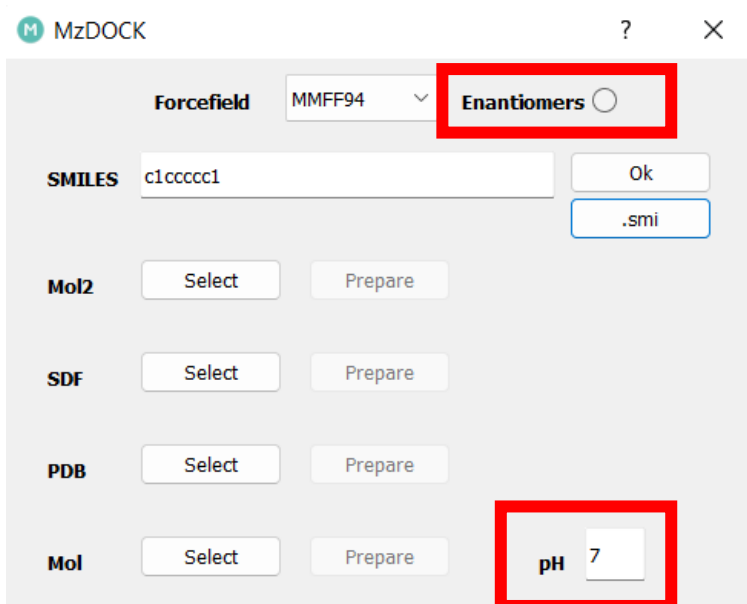 M MzDOCK ?
Forcefield MMFF94 Enantiomers
SMILES c1ccccc1 Ok
.smi
Mol2 Select Prepare
SDF Select Prepare
PDB Select Prepare
Mol Select Prepare pH 7